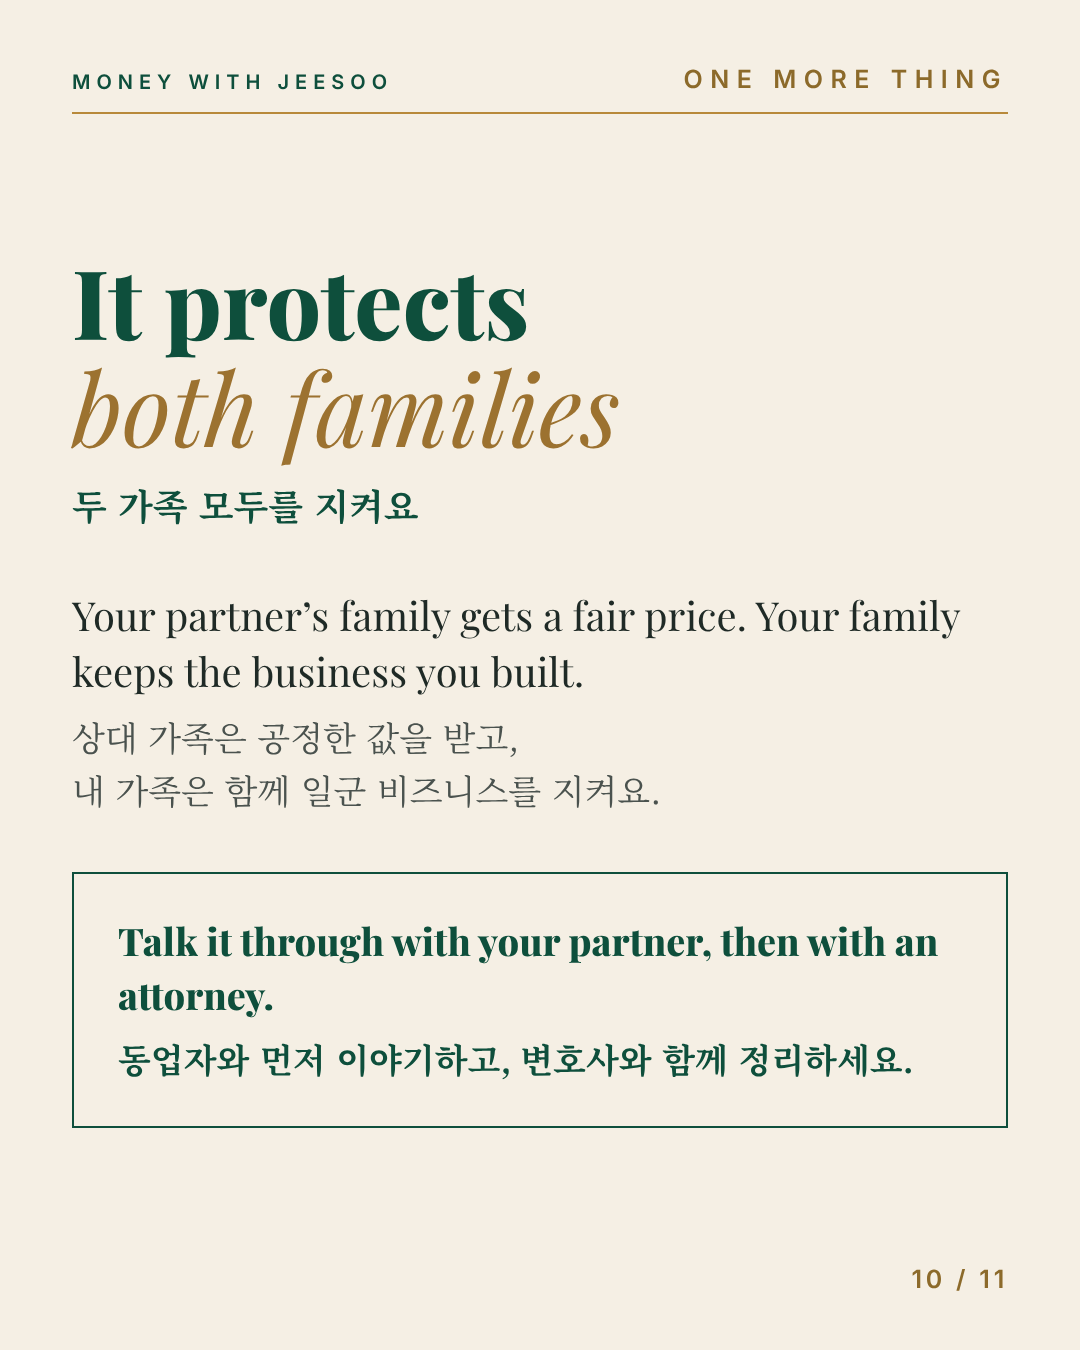 MONEY WITH JEESOO
ONE MORE THING
It protects
both families
두 가족 모두를 지켜요
Your partner’s family gets a fair price. Your family
keeps the business you built.
상대 가족은 공정한 값을 받고,
내 가족은 함께 일군 비즈니스를 지켜요.
Talk it through with your partner, then with an
attorney.
동업자와 먼저 이야기하고, 변호사와 함께 정리하세요.
10 / 11